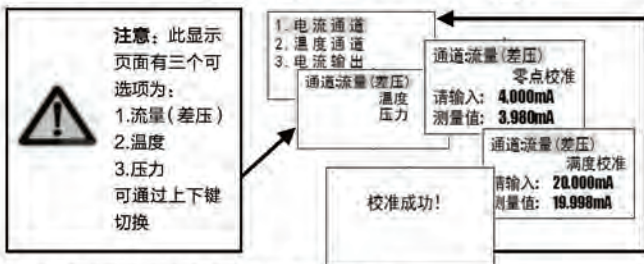 注意：此显示
页面有三个可
选项为：
1.流量（差压）
2.温度
3.压力
可通过上下键
切换
1.电流通道
2.温度通道
3.电流输出
通道:流量(差压)
温度
压力
通道:流量(差压)
零点校准
请输入: 4.000mA
测量值: 3.980mA
通道:流量(差压)
满度校准
请输入: 20.000mA
测量值: 19.998mA
校准成功!